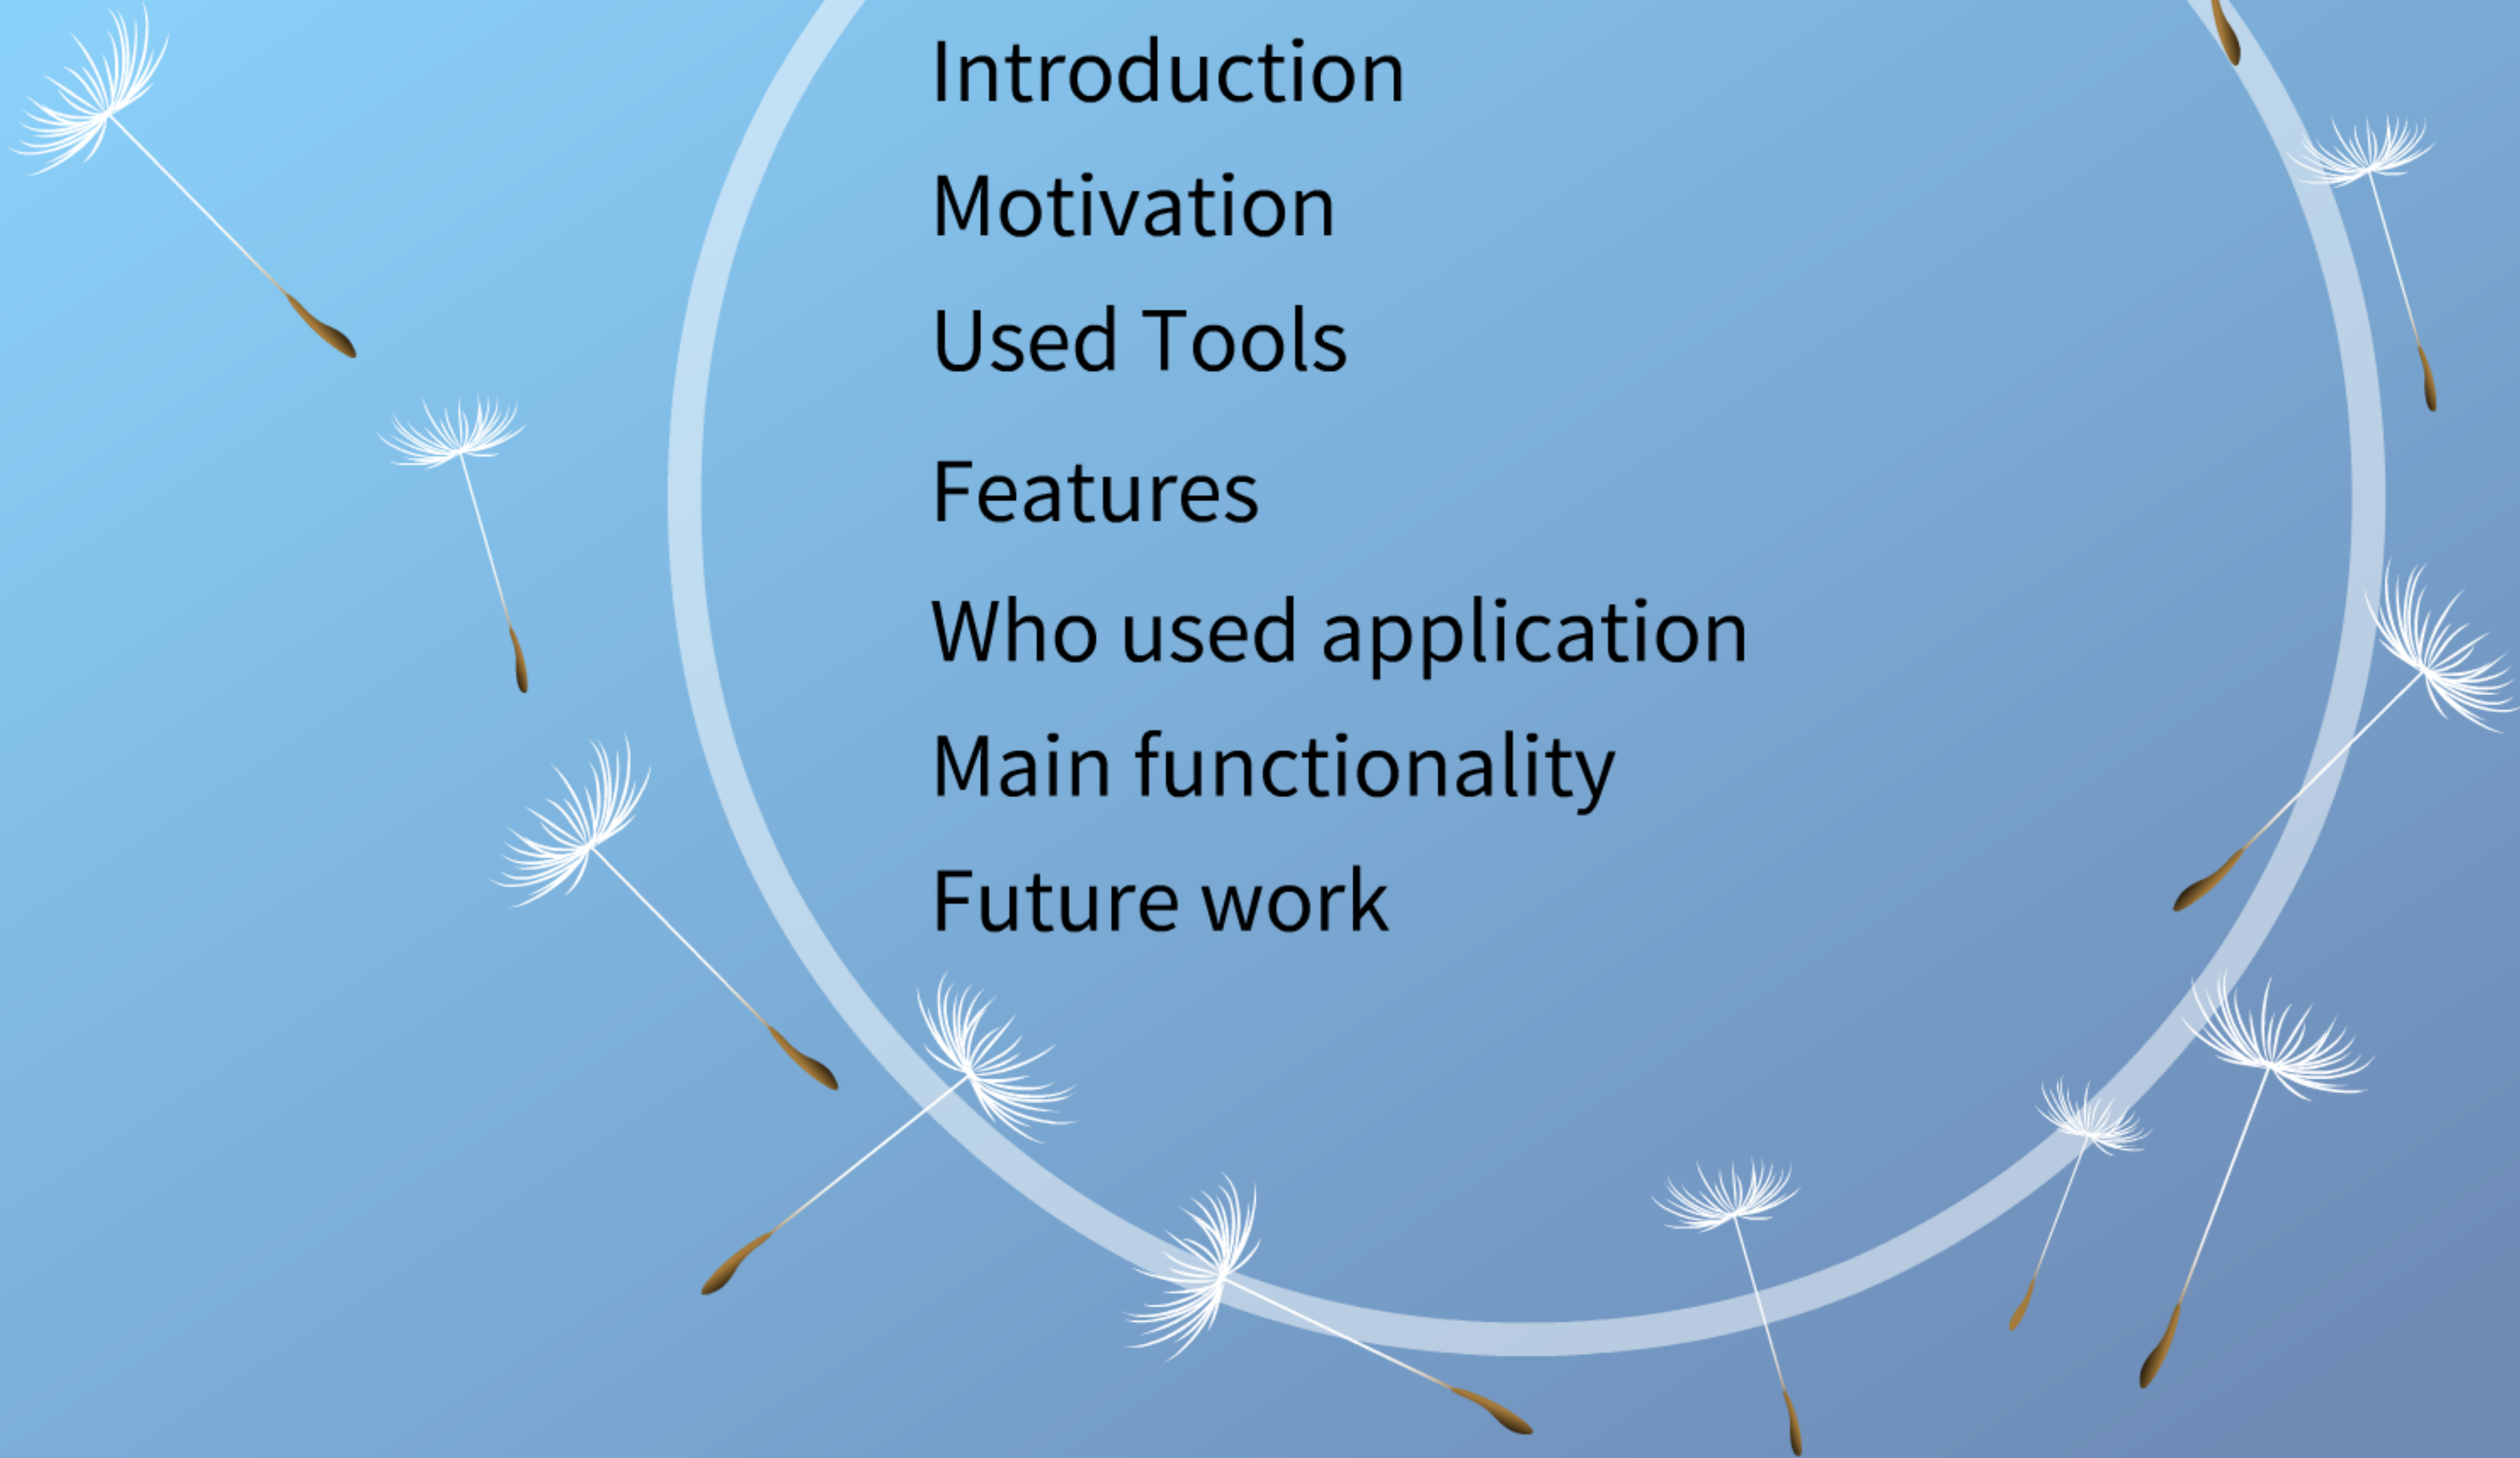 Introduction
Motivation
Used Tools
Features
Who used application
Main functionality
Future work